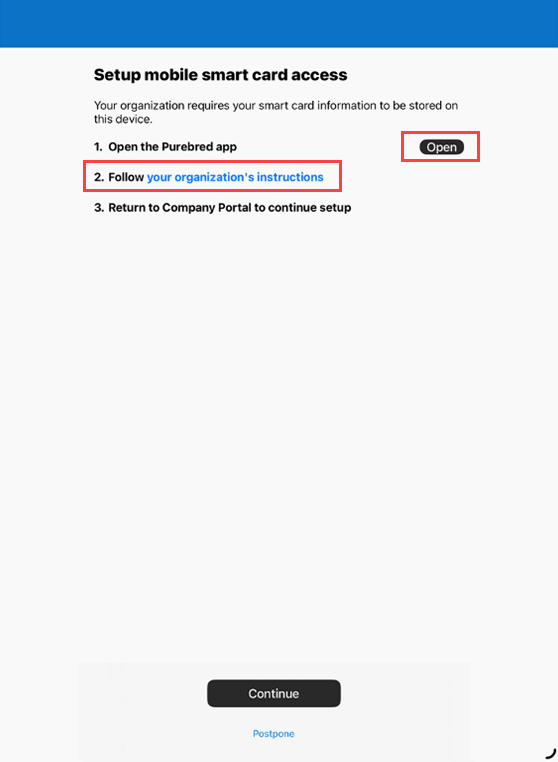 Setup mobile smart card access
Your organization requires your smart card information to be stored on
this device.
1. Open the Purebred app
Open
2. Follow your organization's instructions
3. Return to Company Portal to continue setup
Continue
Postpone